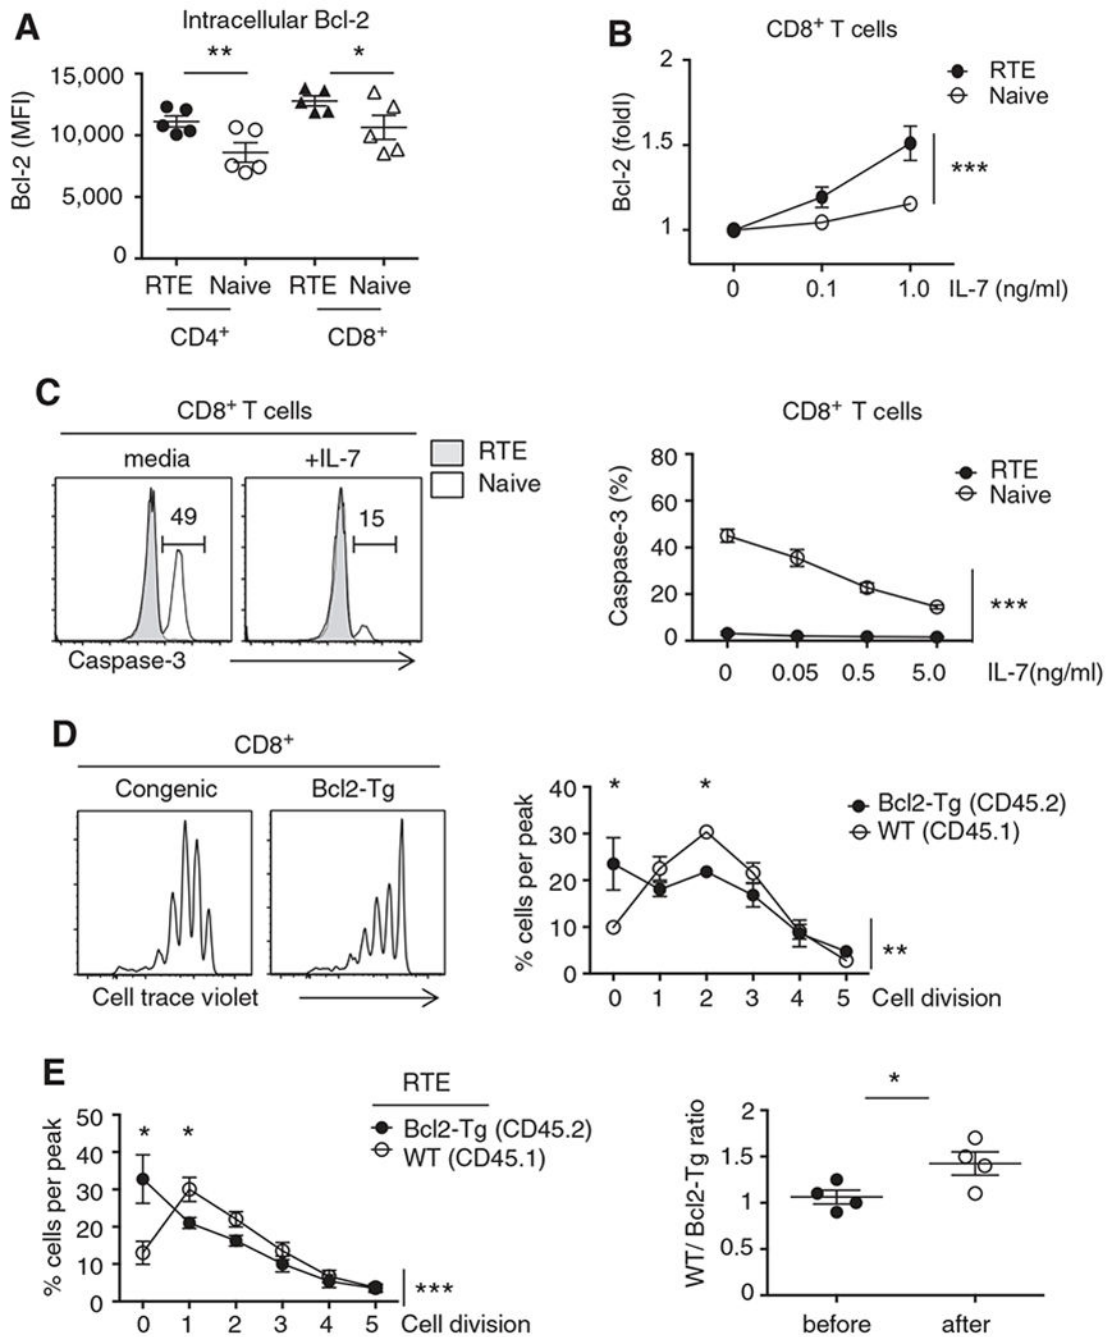 A
Intracellular Bcl-2
**
*
Bcl-2 (MFI)
15,000
10,000
5,000
0
RTE Naive RTE Naive
CD4+
CD8+
B
CD8+ T cells
RTE
Naive
Bcl-2 (foldI)
2
1.5
1
***
0 0.1 1.0 IL-7 (ng/ml)
C
CD8+ T cells
media
+IL-7
RTE
Naive
49
15
Caspase-3
CD8+ T cells
RTE
Naive
Caspase-3 (%)
80
60
40
20
0
***
0 0.05 0.5 5.0 IL-7(ng/ml)
D
CD8+
Congenic
Bcl2-Tg
Cell trace violet
% cells per peak
40
30
20
10
0
*
*
Bcl2-Tg (CD45.2)
WT (CD45.1)
**
0 1 2 3 4 5 Cell division
E
RTE
Bcl2-Tg (CD45.2)
WT (CD45.1)
% cells per peak
50
40
30
20
10
0
*
*
***
0 1 2 3 4 5 Cell division
WT/ Bcl2-Tg ratio
2
1.5
1
0.5
0
*
before after